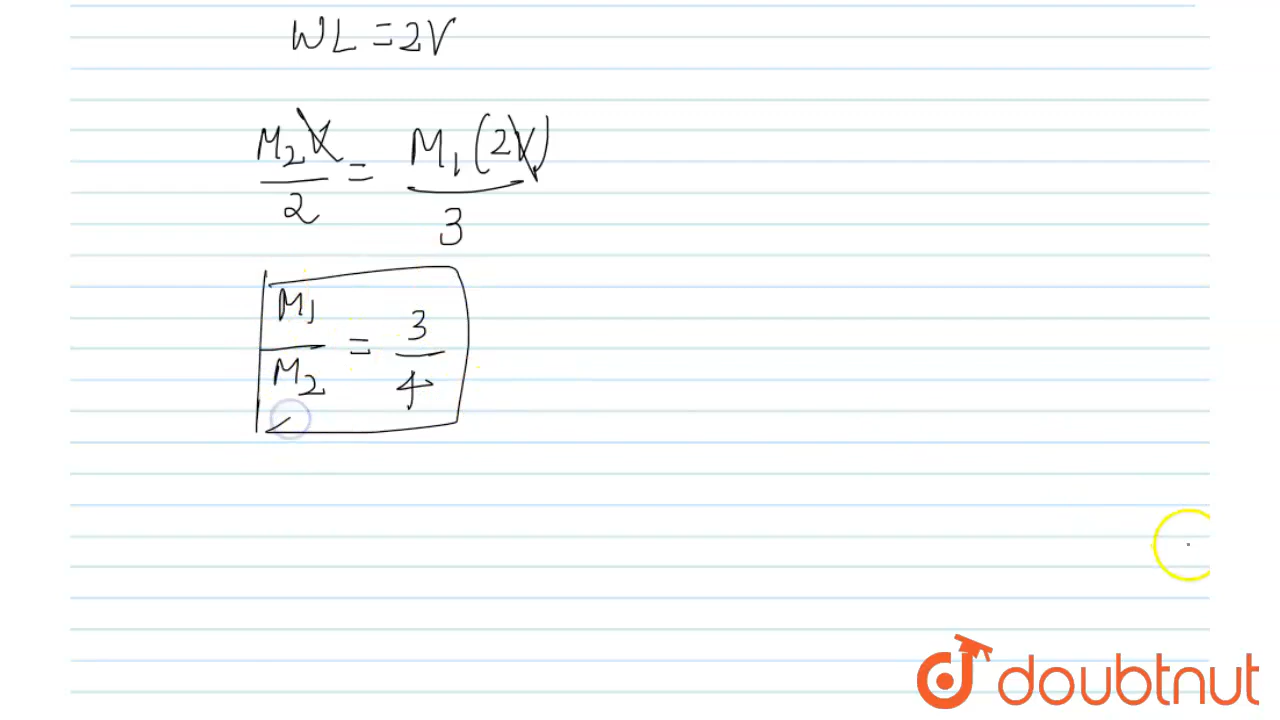 WL = 2V
M₂V/2 = M₁(2V)/3
M₁/M₂ = 3/4
doubtnut